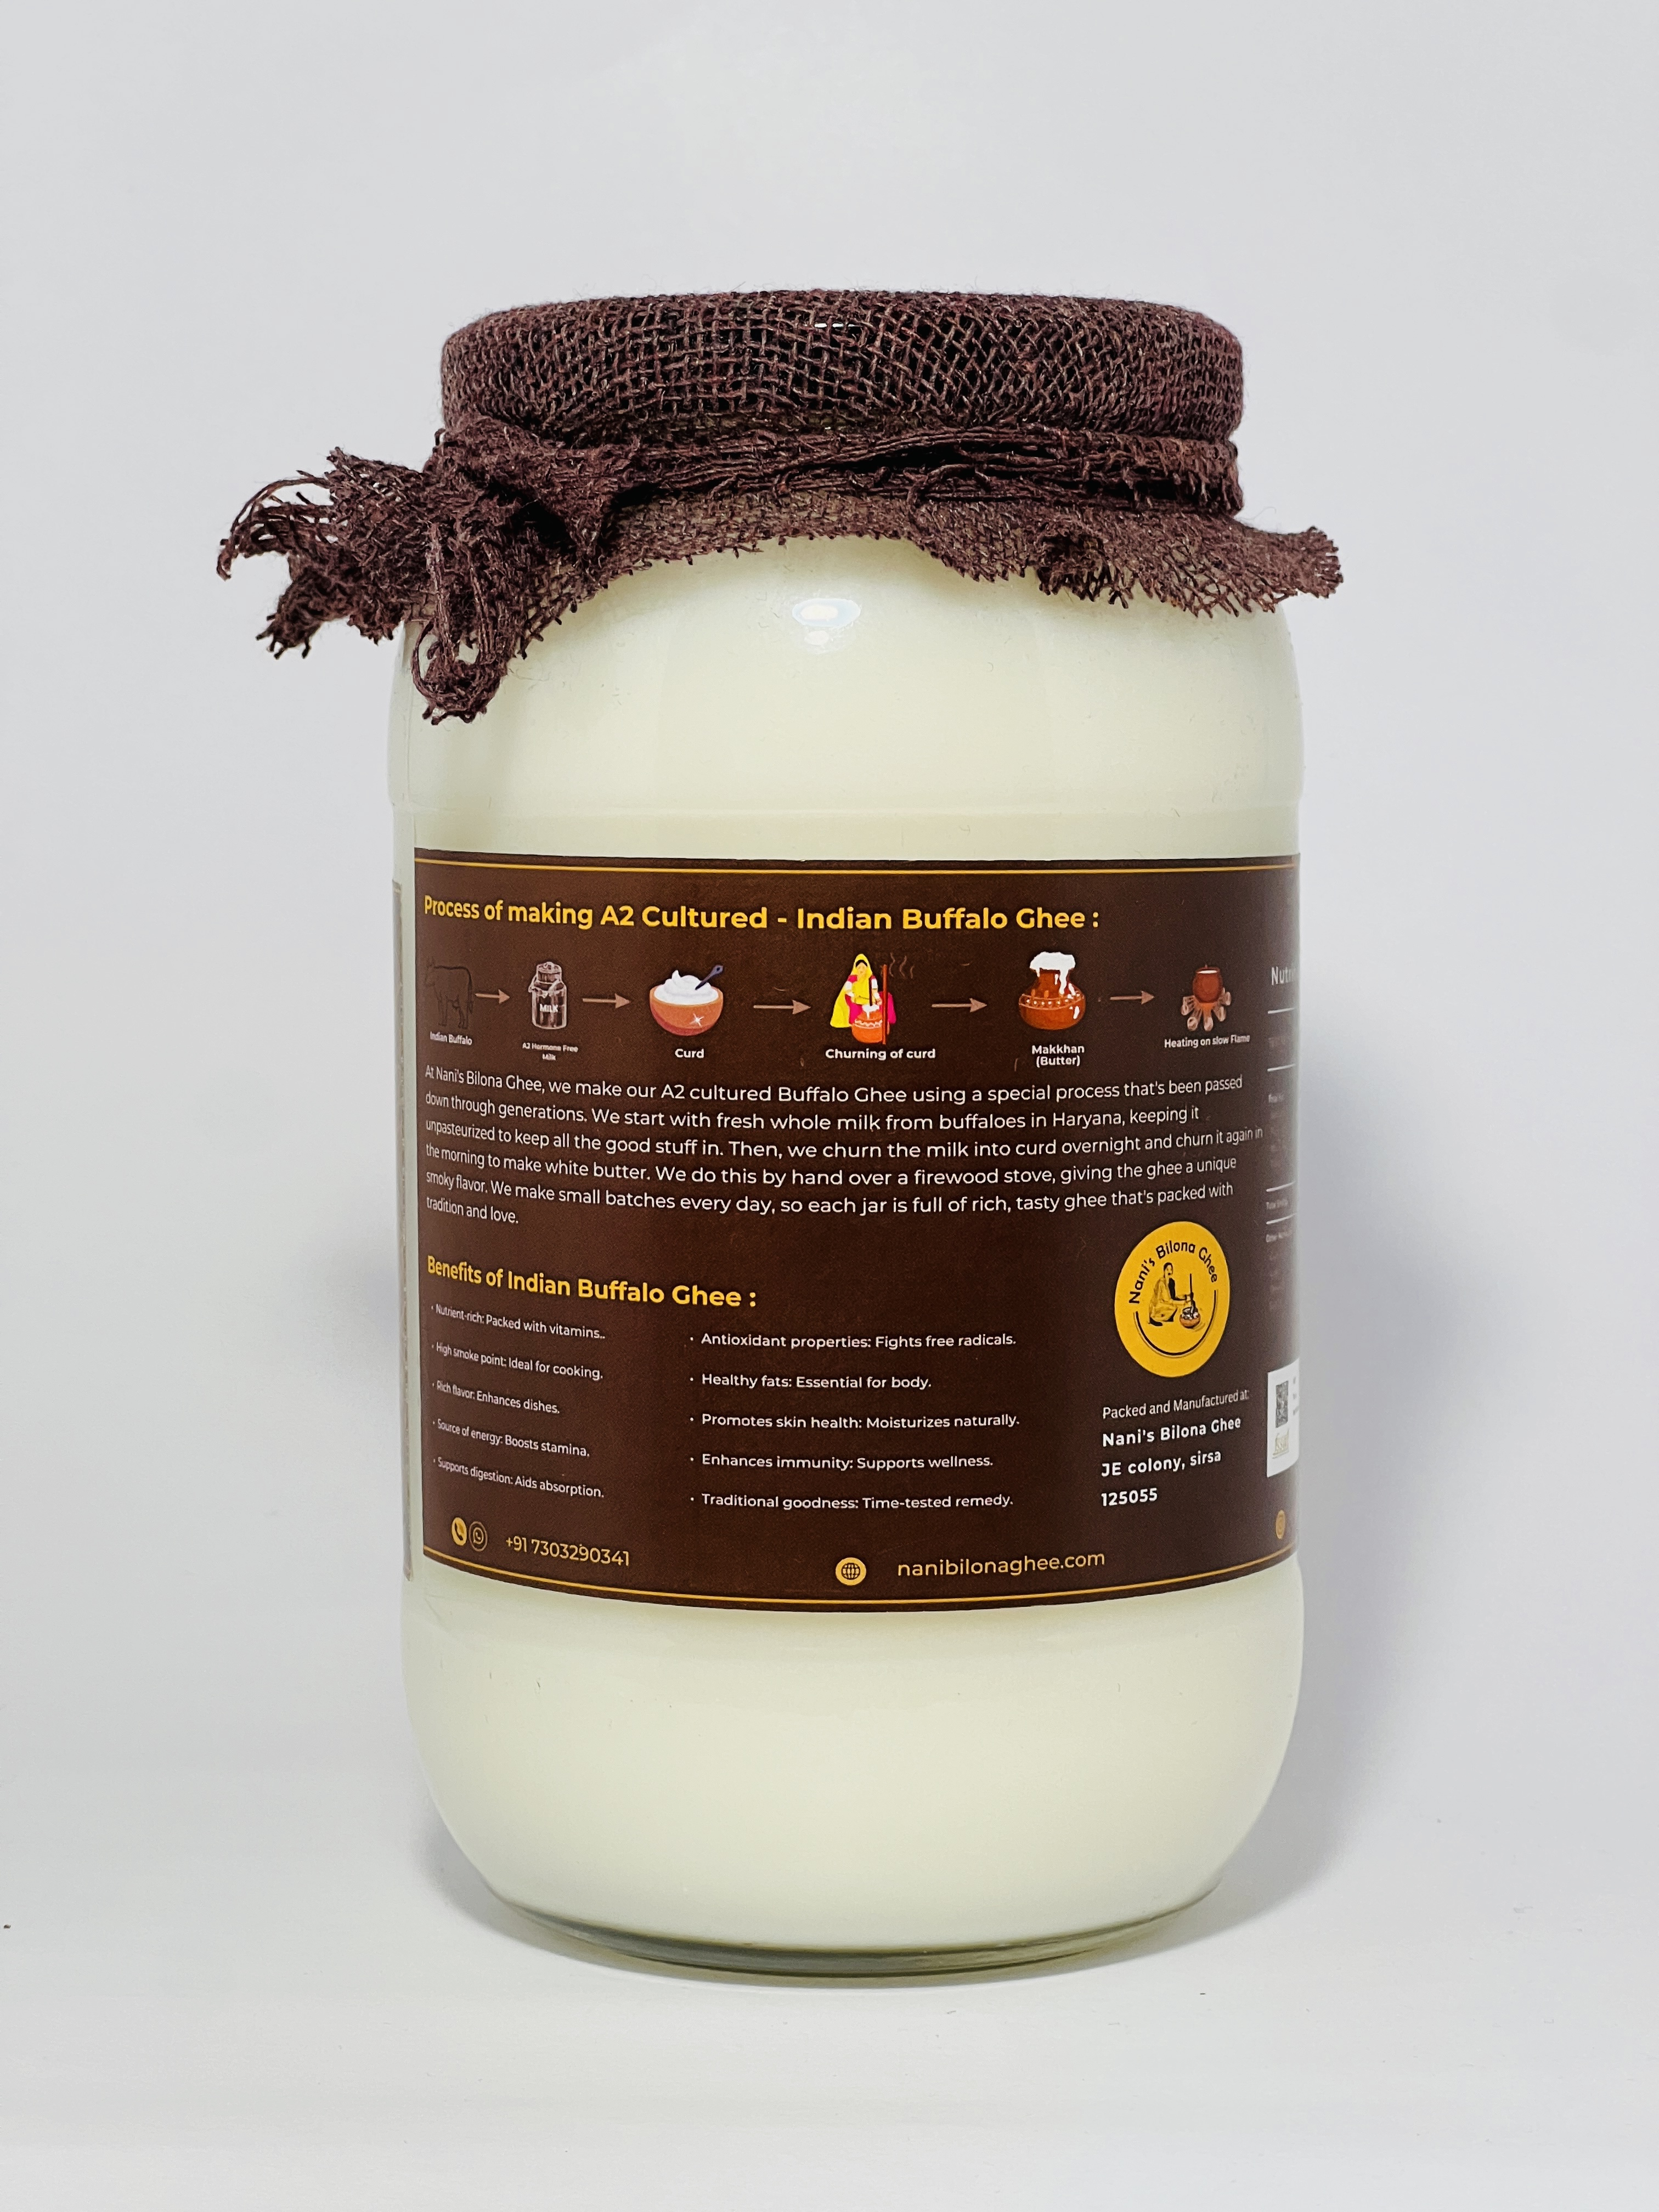 Process of making A2 Cultured - Indian Buffalo Ghee :
MILK
Indian Buffalo
A2 Hormone Free
Milk
Curd
Churning of curd
Makkhan
(Butter)
Heating on slow Flame
At Nani's Bilona Ghee, we make our A2 cultured Buffalo Ghee using a special process that's been passed
down through generations. We start with fresh whole milk from buffaloes in Haryana, keeping it
unpasteurized to keep all the good stuff in. Then, we churn the milk into curd overnight and churn it again in
the morning to make white butter. We do this by hand over a firewood stove, giving the ghee a unique
smoky flavor. We make small batches every day, so each jar is full of rich, tasty ghee that's packed with
tradition and love.
Benefits of Indian Buffalo Ghee :
· Nutrient-rich: Packed with vitamins..
· High smoke point: Ideal for cooking.
· Rich flavor: Enhances dishes.
· Source of energy: Boosts stamina.
· Supports digestion: Aids absorption.
· Antioxidant properties: Fights free radicals.
· Healthy fats: Essential for body.
· Promotes skin health: Moisturizes naturally.
· Enhances immunity: Supports wellness.
· Traditional goodness: Time-tested remedy.
Nani's Bilona Ghee
Packed and Manufactured at:
Nani's Bilona Ghee
JE colony, sirsa
125055
+91 7303290341
nanibilonaghee.com